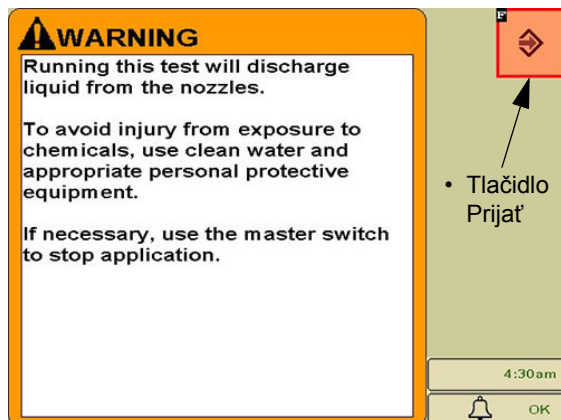 WARNING
Running this test will discharge
liquid from the nozzles.
To avoid injury from exposure to
chemicals, use clean water and
appropriate personal protective
equipment.
If necessary, use the master switch
to stop application.
• Tlačidlo
Prijať
4:30am
OK